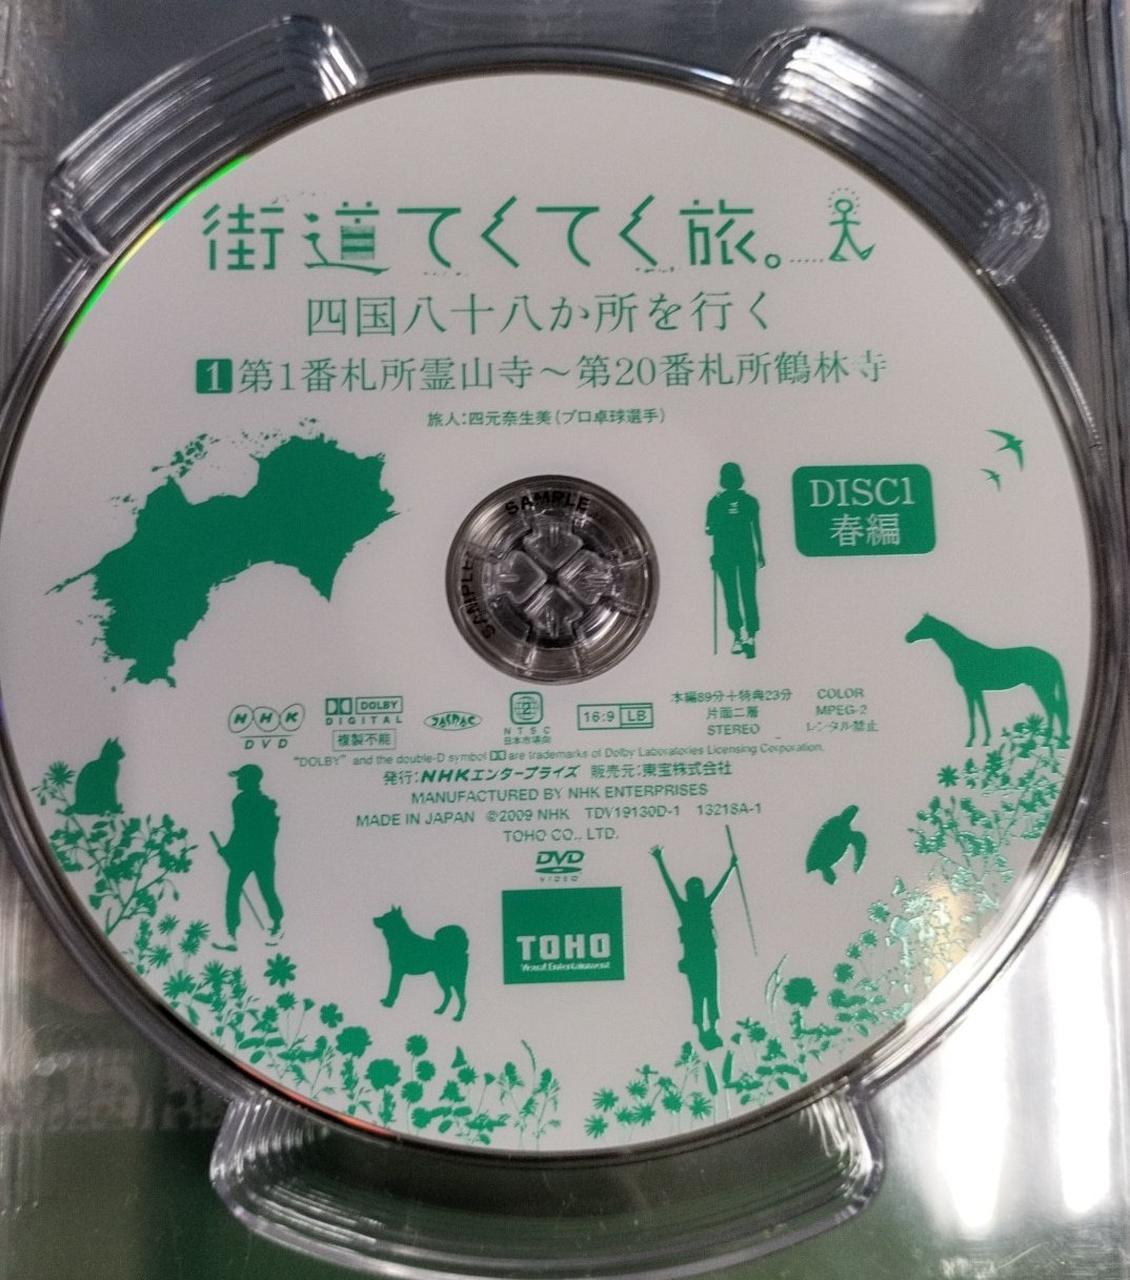 街道てくてく旅。
四国八十八か所を行く
1 第1番札所霊山寺～第20番札所鶴林寺
旅人：四元奈生美（プロ卓球選手）
DISC1
春編
SAMPLE
SAMPLE
NHK
DVD
DOLBY
DIGITAL
複製不能
JASRAC
2
NTSC
日本市場向
16:9 LB
本編89分＋特典23分
片面二層
STEREO
COLOR
MPEG-2
レンタル禁止
"DOLBY" and the double-D symbol are trademarks of Dolby Laboratories Licensing Corporation.
発行：NHKエンタープライズ 販売元：東宝株式会社
MANUFACTURED BY NHK ENTERPRISES
MADE IN JAPAN ©2009 NHK TDV19130D-1 13218A-1
TOHO CO., LTD.
DVD
VIDEO
TOHO
Visual Entertainment